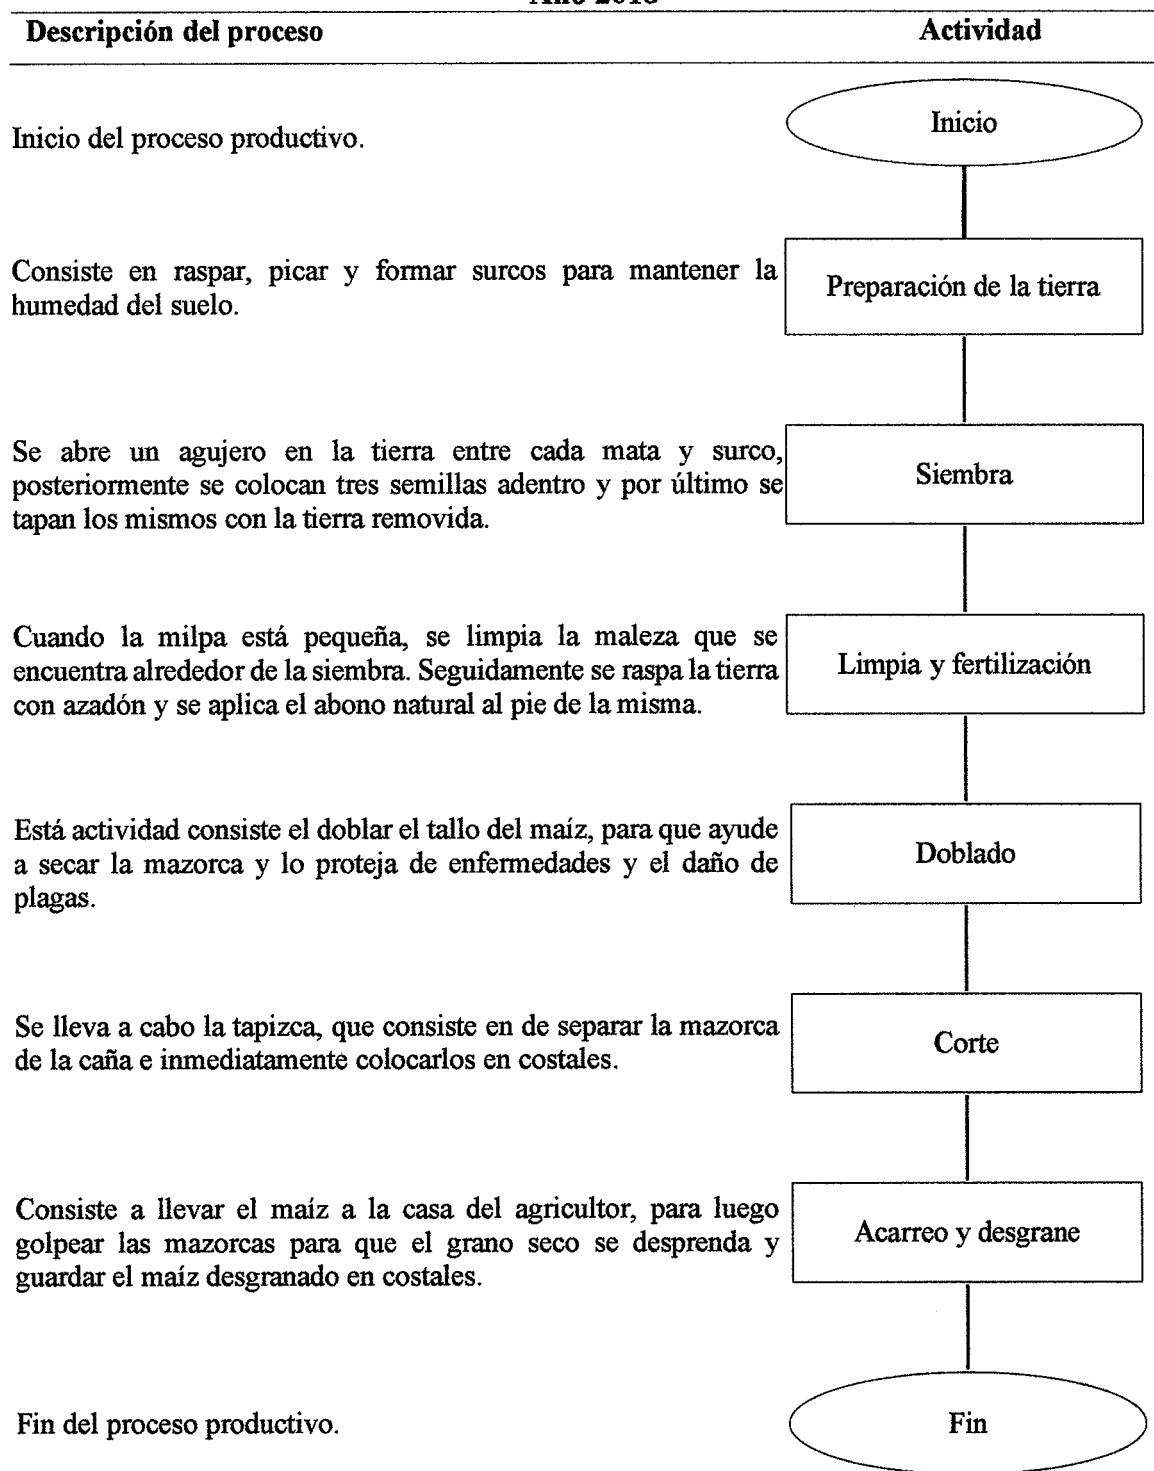 Descripción del proceso
Actividad
Inicio del proceso productivo.
Inicio
Consiste en raspar, picar y formar surcos para mantener la
humedad del suelo.
Preparación de la tierra
Se abre un agujero en la tierra entre cada mata y surco,
posteriormente se colocan tres semillas adentro y por último se
tapan los mismos con la tierra removida.
Siembra
Cuando la milpa está pequeña, se limpia la maleza que se
encuentra alrededor de la siembra. Seguidamente se raspa la tierra
con azadón y se aplica el abono natural al pie de la misma.
Limpia y fertilización
Está actividad consiste el doblar el tallo del maíz, para que ayude
a secar la mazorca y lo proteja de enfermedades y el daño de
plagas.
Doblado
Se lleva a cabo la tapizca, que consiste en de separar la mazorca
de la caña e inmediatamente colocarlos en costales.
Corte
Consiste a llevar el maíz a la casa del agricultor, para luego
golpear las mazorcas para que el grano seco se desprenda y
guardar el maíz desgranado en costales.
Acarreo y desgrane
Fin del proceso productivo.
Fin